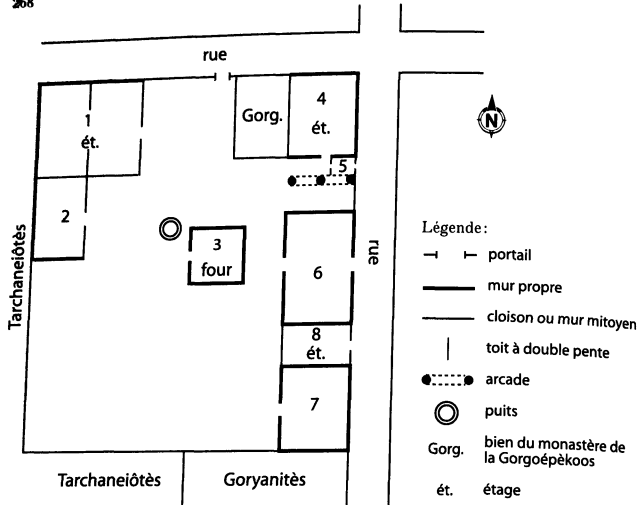 268
rue
1
ét.
Gorg.
4
ét.
N
5
2
3
four
6
rue
8
ét.
7
Tarchaneiôtès
Tarchaneiôtès
Goryanitès
Légende :
portail
mur propre
cloison ou mur mitoyen
toit à double pente
arcade
puits
Gorg.
bien du monastère de
la Gorgoépèkoos
ét.
étage